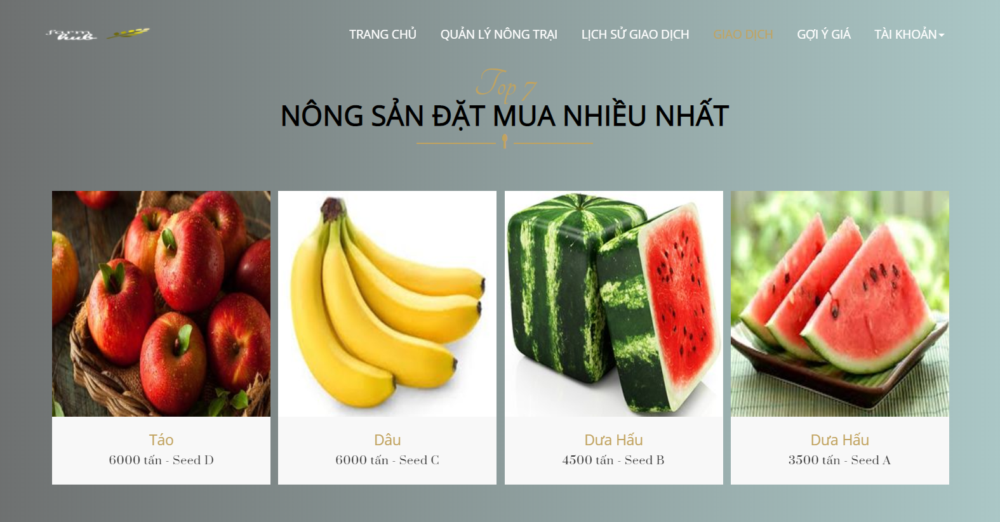 farm
hub
TRANG CHỦ QUẢN LÝ NÔNG TRẠI LỊCH SỬ GIAO DỊCH GIAO DỊCH GỢI Ý GIÁ TÀI KHOẢN
Top 7
NÔNG SẢN ĐẶT MUA NHIỀU NHẤT
Táo
6000 tấn - Seed D
Dâu
6000 tấn - Seed C
Dưa Hấu
4500 tấn - Seed B
Dưa Hấu
3500 tấn - Seed A